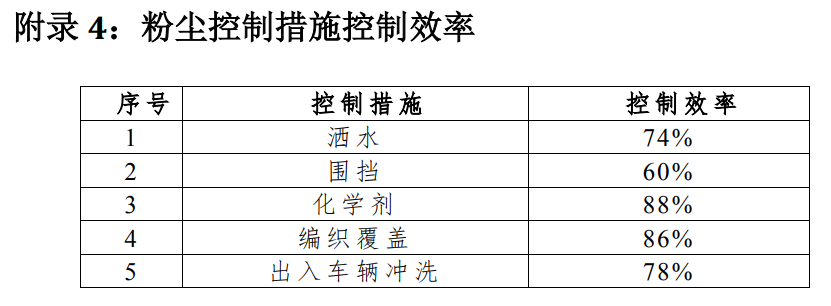 附录 4：粉尘控制措施控制效率
序号 控制措施 控制效率
1 洒水 74%
2 围挡 60%
3 化学剂 88%
4 编织覆盖 86%
5 出入车辆冲洗 78%